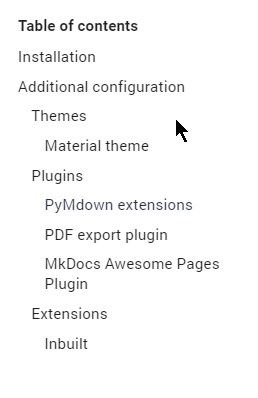 Table of contents
Installation
Additional configuration
Themes
Material theme
Plugins
PyMdown extensions
PDF export plugin
MkDocs Awesome Pages
Plugin
Extensions
Inbuilt